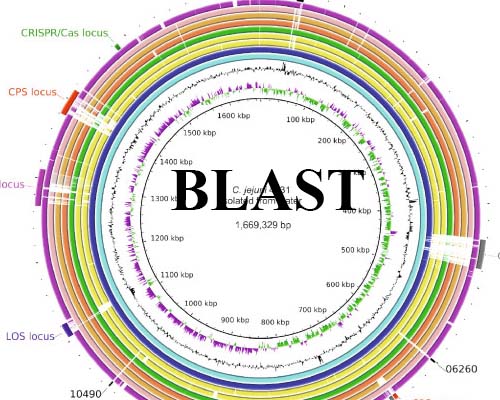 CRISPR/Cas locus
CPS locus
locus
LOS locus
10490
06260
1600 kbp
100 kbp
1500 kbp
200 kbp
1400 kbp
1300 kbp
400 kbp
1200 kbp
500 kbp
1100 kbp
600 kbp
1000 kbp
700 kbp
900 kbp
800 kbp
BLAST
C. jejuni
isolated from water
1,669,329 bp